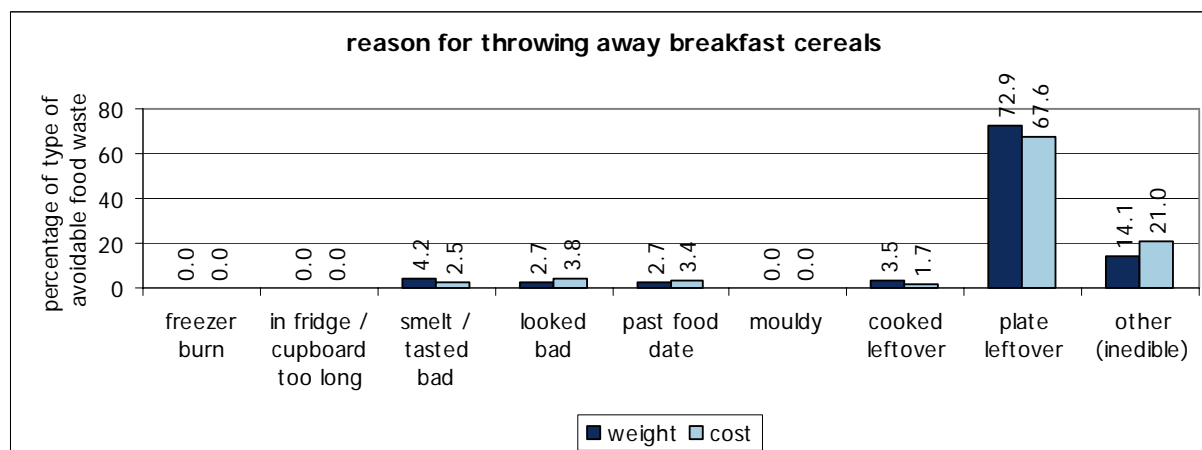 reason for throwing away breakfast cereals
percentage of type of
avoidable food waste
80
60
40
20
0
0.0 0.0
0.0 0.0
4.2 2.5
2.7 3.8
2.7 3.4
0.0 0.0
3.5 1.7
72.9 67.6
14.1 21.0
freezer
burn
in fridge /
cupboard
too long
smelt /
tasted
bad
looked
bad
past food
date
mouldy
cooked
leftover
plate
leftover
other
(inedible)
weight cost